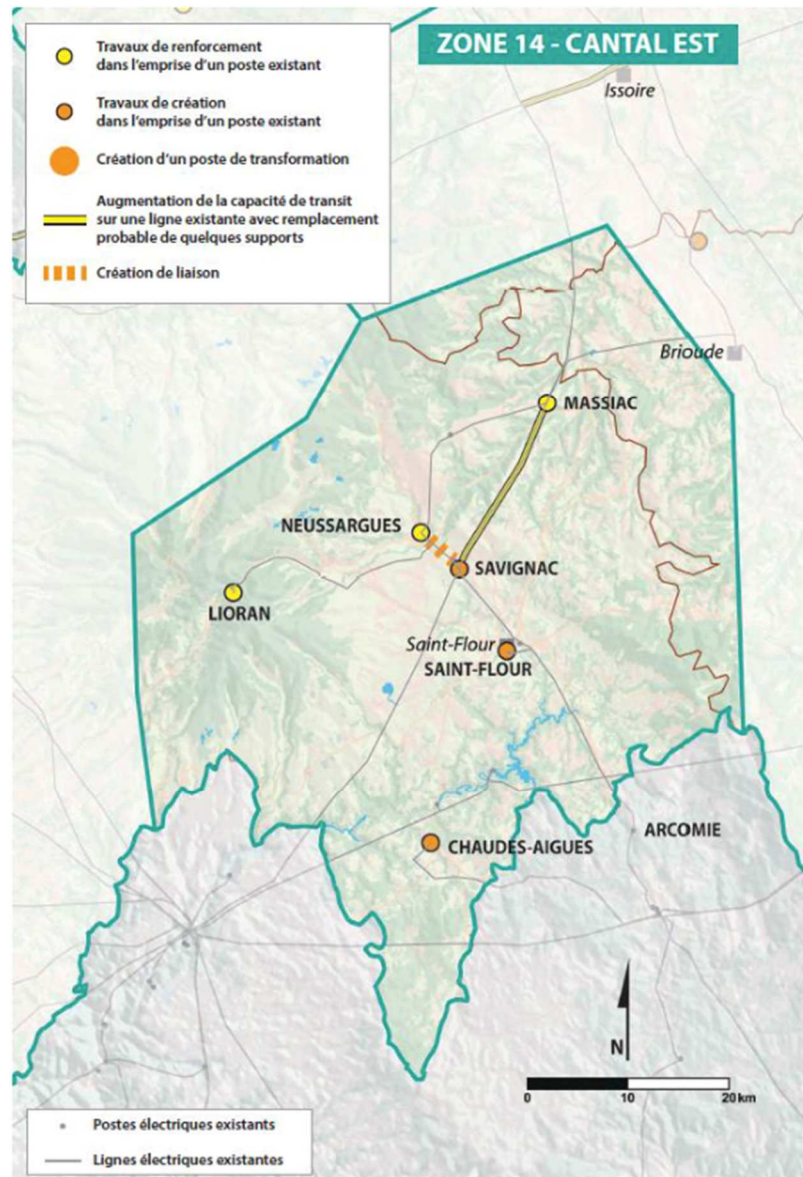 ZONE 14 - CANTAL EST
Travaux de renforcement
dans l'emprise d'un poste existant
Travaux de création
dans l'emprise d'un poste existant
Création d'un poste de transformation
Augmentation de la capacité de transit
sur une ligne existante avec remplacement
probable de quelques supports
Création de liaison
Issoire
Brioude
MASSIAC
NEUSSARGUES
SAVIGNAC
LIORAN
Saint-Flour
SAINT-FLOUR
ARCOMIE
CHAUDES-AIGUES
N
0 10 20 km
Postes électriques existants
Lignes électriques existantes